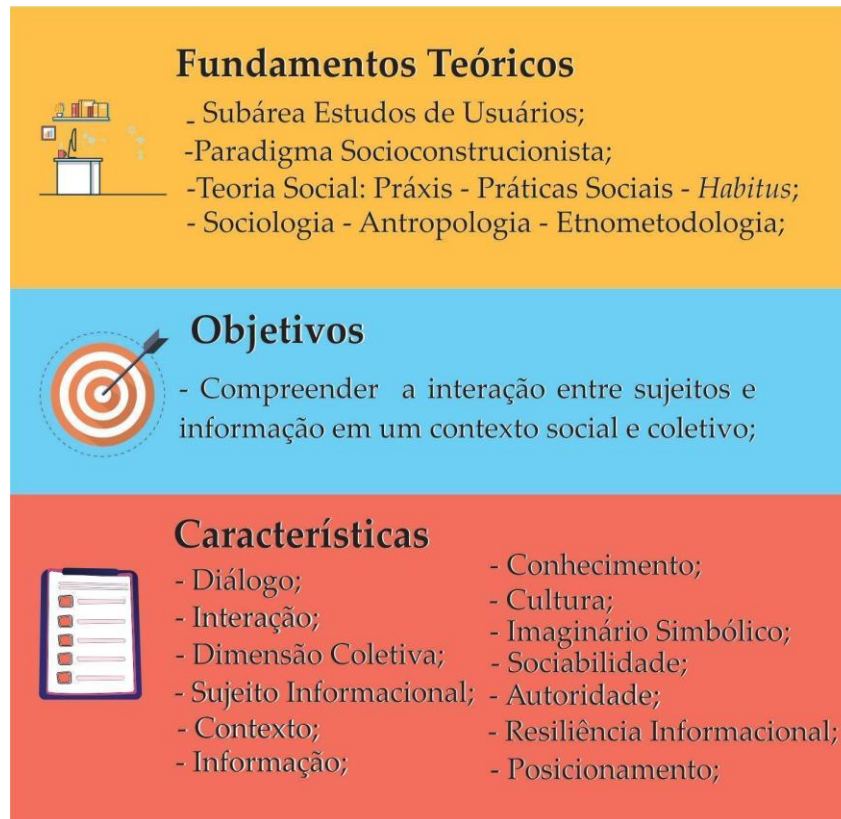 Fundamentos Teóricos
- Subárea Estudos de Usuários;
-Paradigma Socioconstrucionista;
-Teoria Social: Práxis - Práticas Sociais - Habitus;
- Sociologia - Antropologia - Etnometodologia;
Objetivos
- Compreender a interação entre sujeitos e
informação em um contexto social e coletivo;
Características
- Diálogo;
- Interação;
- Dimensão Coletiva;
- Sujeito Informacional;
- Contexto;
- Informação;
- Conhecimento;
- Cultura;
- Imaginário Simbólico;
- Sociabilidade;
- Autoridade;
- Resiliência Informacional;
- Posicionamento;